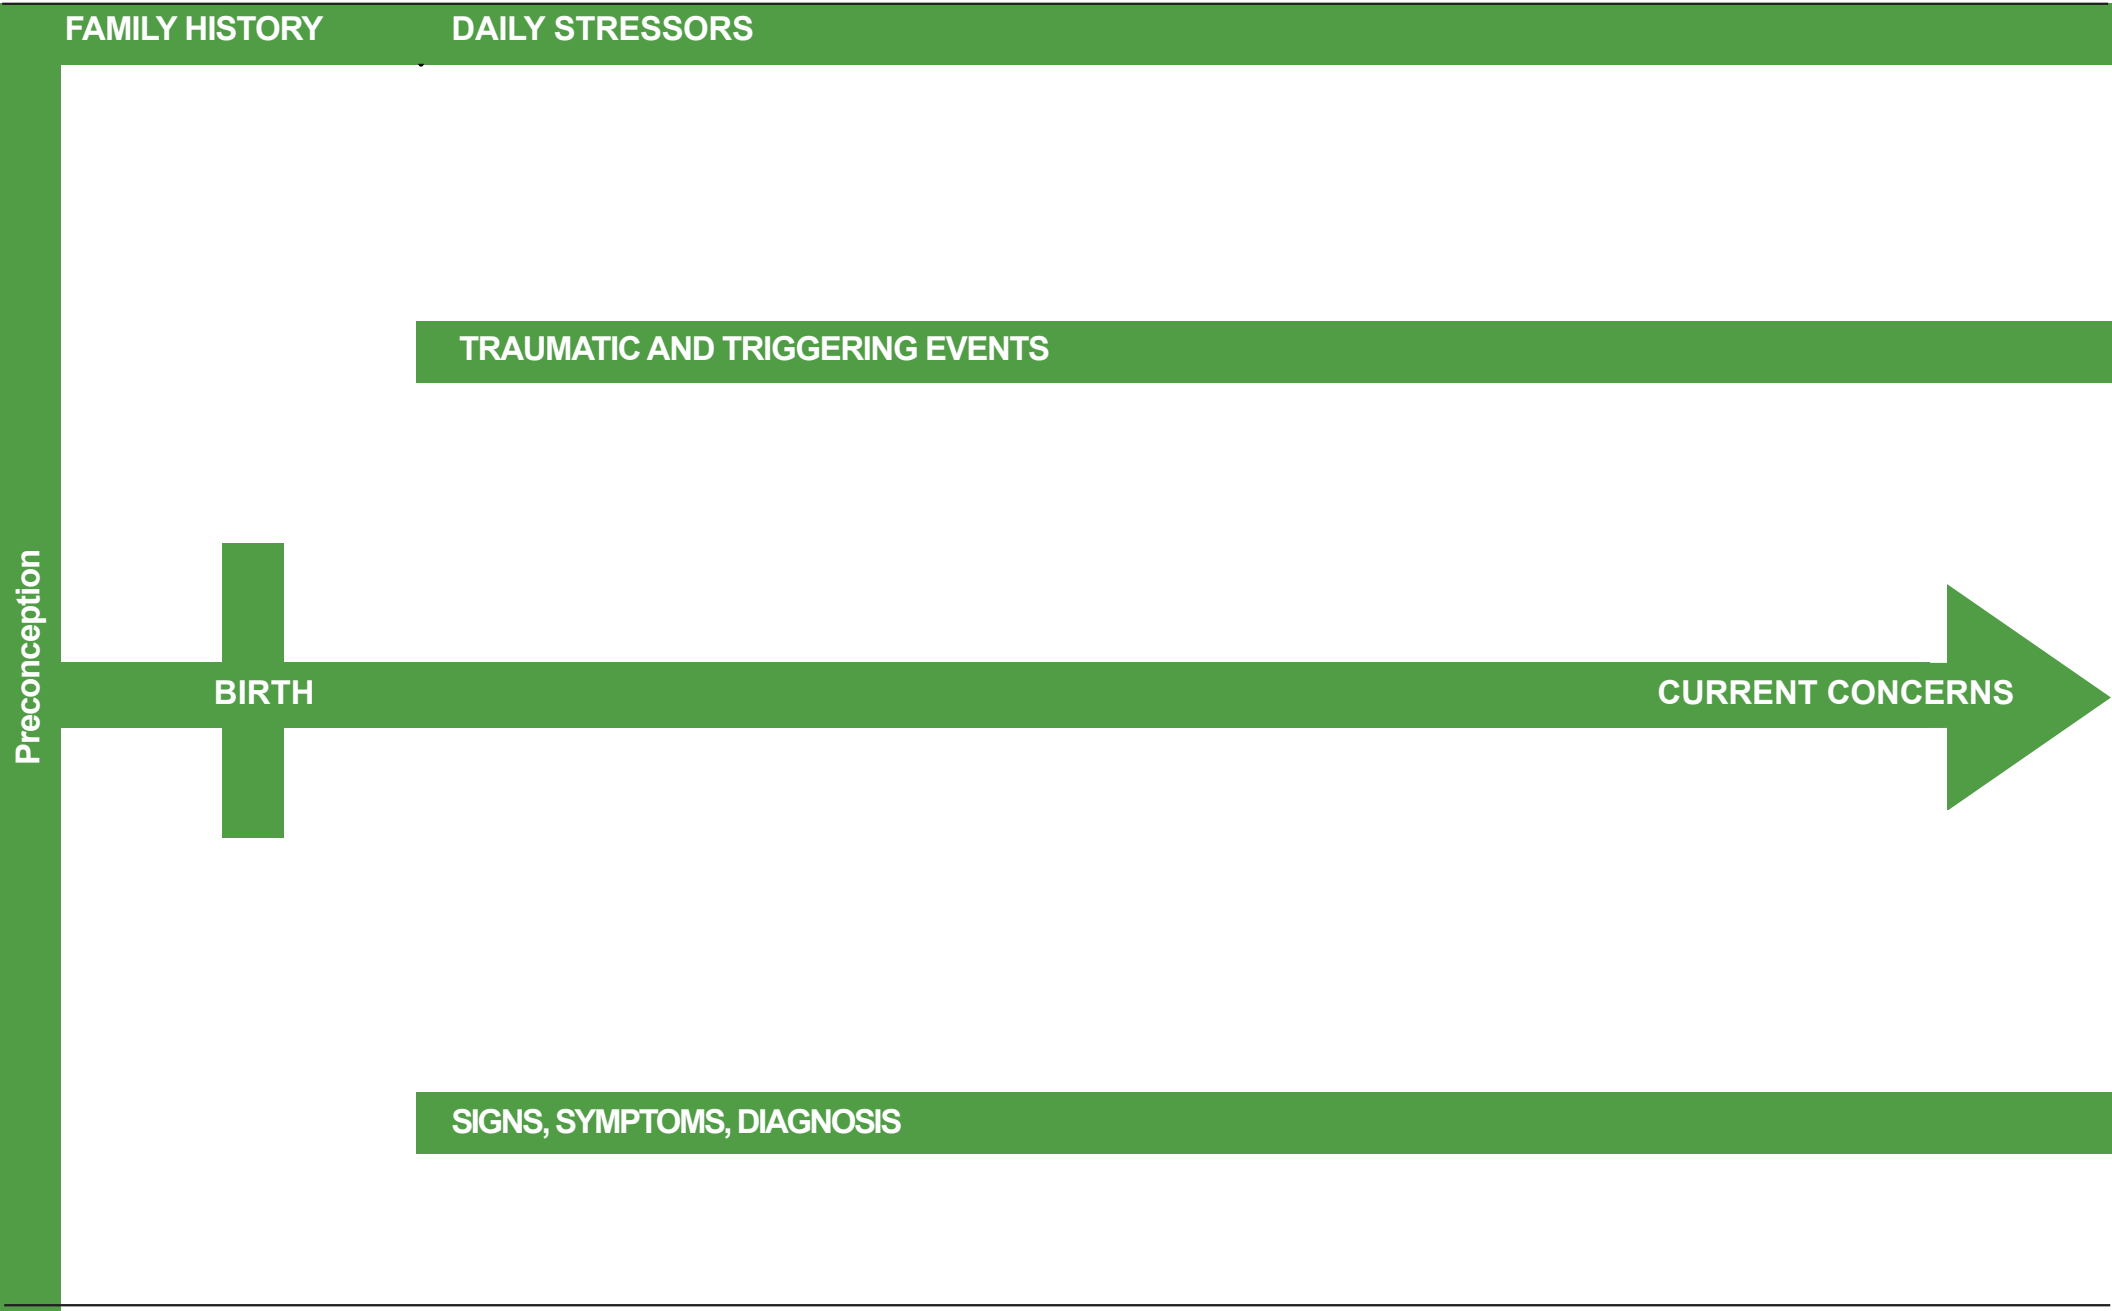 FAMILY HISTORY
DAILY STRESSORS
TRAUMATIC AND TRIGGERING EVENTS
Preconception
BIRTH
CURRENT CONCERNS
SIGNS, SYMPTOMS, DIAGNOSIS